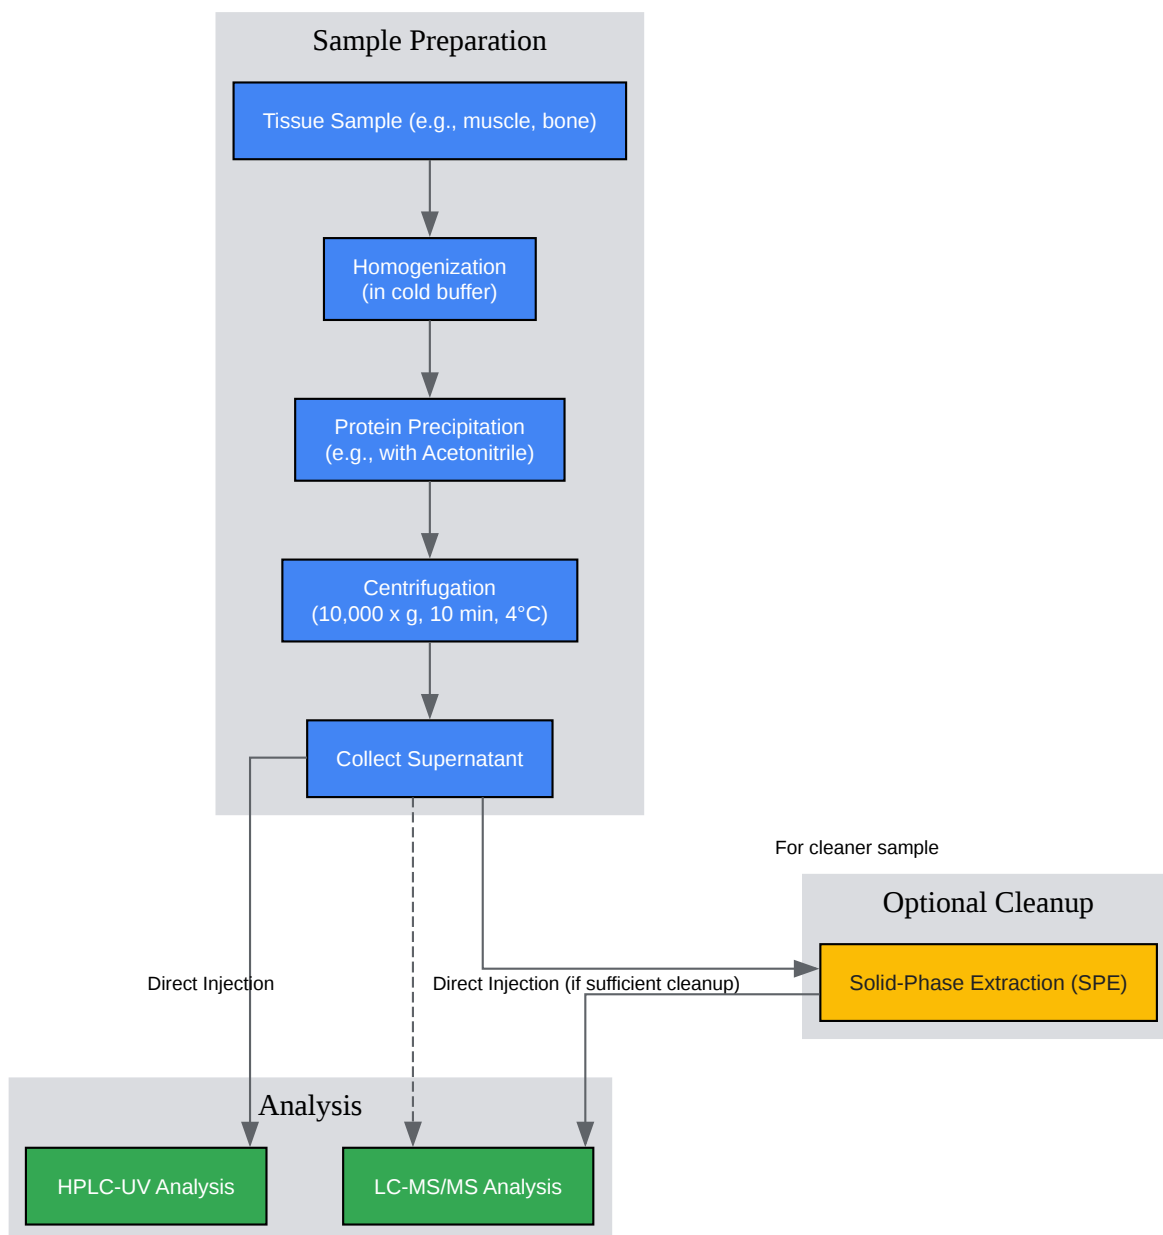 Sample Preparation
Tissue Sample (e.g., muscle, bone)
Homogenization
(in cold buffer)
Protein Precipitation
(e.g., with Acetonitrile)
Centrifugation
(10,000 x g, 10 min, 4°C)
Collect Supernatant
For cleaner sample
Optional Cleanup
Solid-Phase Extraction (SPE)
Direct Injection
Direct Injection (if sufficient cleanup)
Analysis
HPLC-UV Analysis
LC-MS/MS Analysis